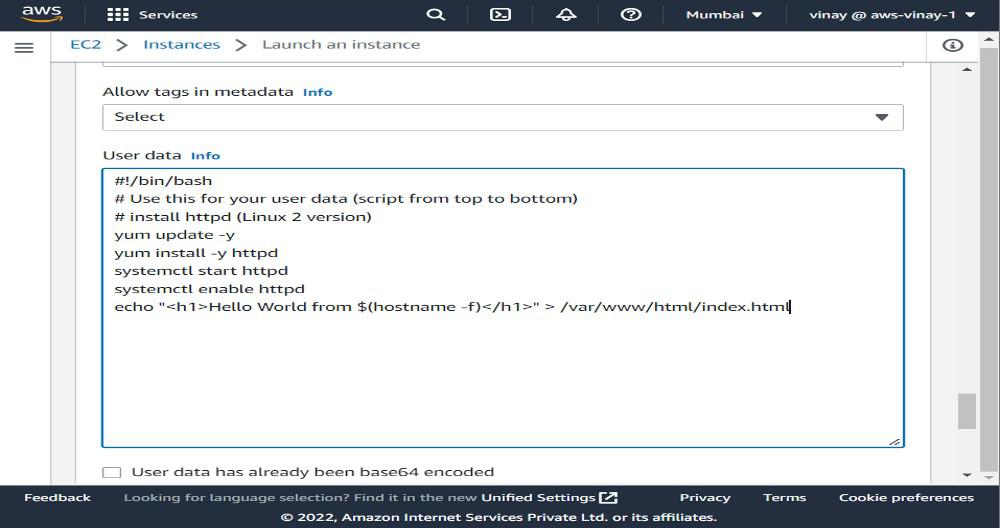 aws
Services
Mumbai
vinay @ aws-vinay-1
EC2 > Instances > Launch an instance
Allow tags in metadata Info
Select
User data Info
#!/bin/bash
# Use this for your user data (script from top to bottom)
# install httpd (Linux 2 version)
yum update -y
yum install -y httpd
systemctl start httpd
systemctl enable httpd
echo "<h1>Hello World from $(hostname -f)</h1>" > /var/www/html/index.html
User data has already been base64 encoded
Feedback
Looking for language selection? Find it in the new Unified Settings
Privacy
Terms
Cookie preferences
© 2022, Amazon Internet Services Private Ltd. or its affiliates.